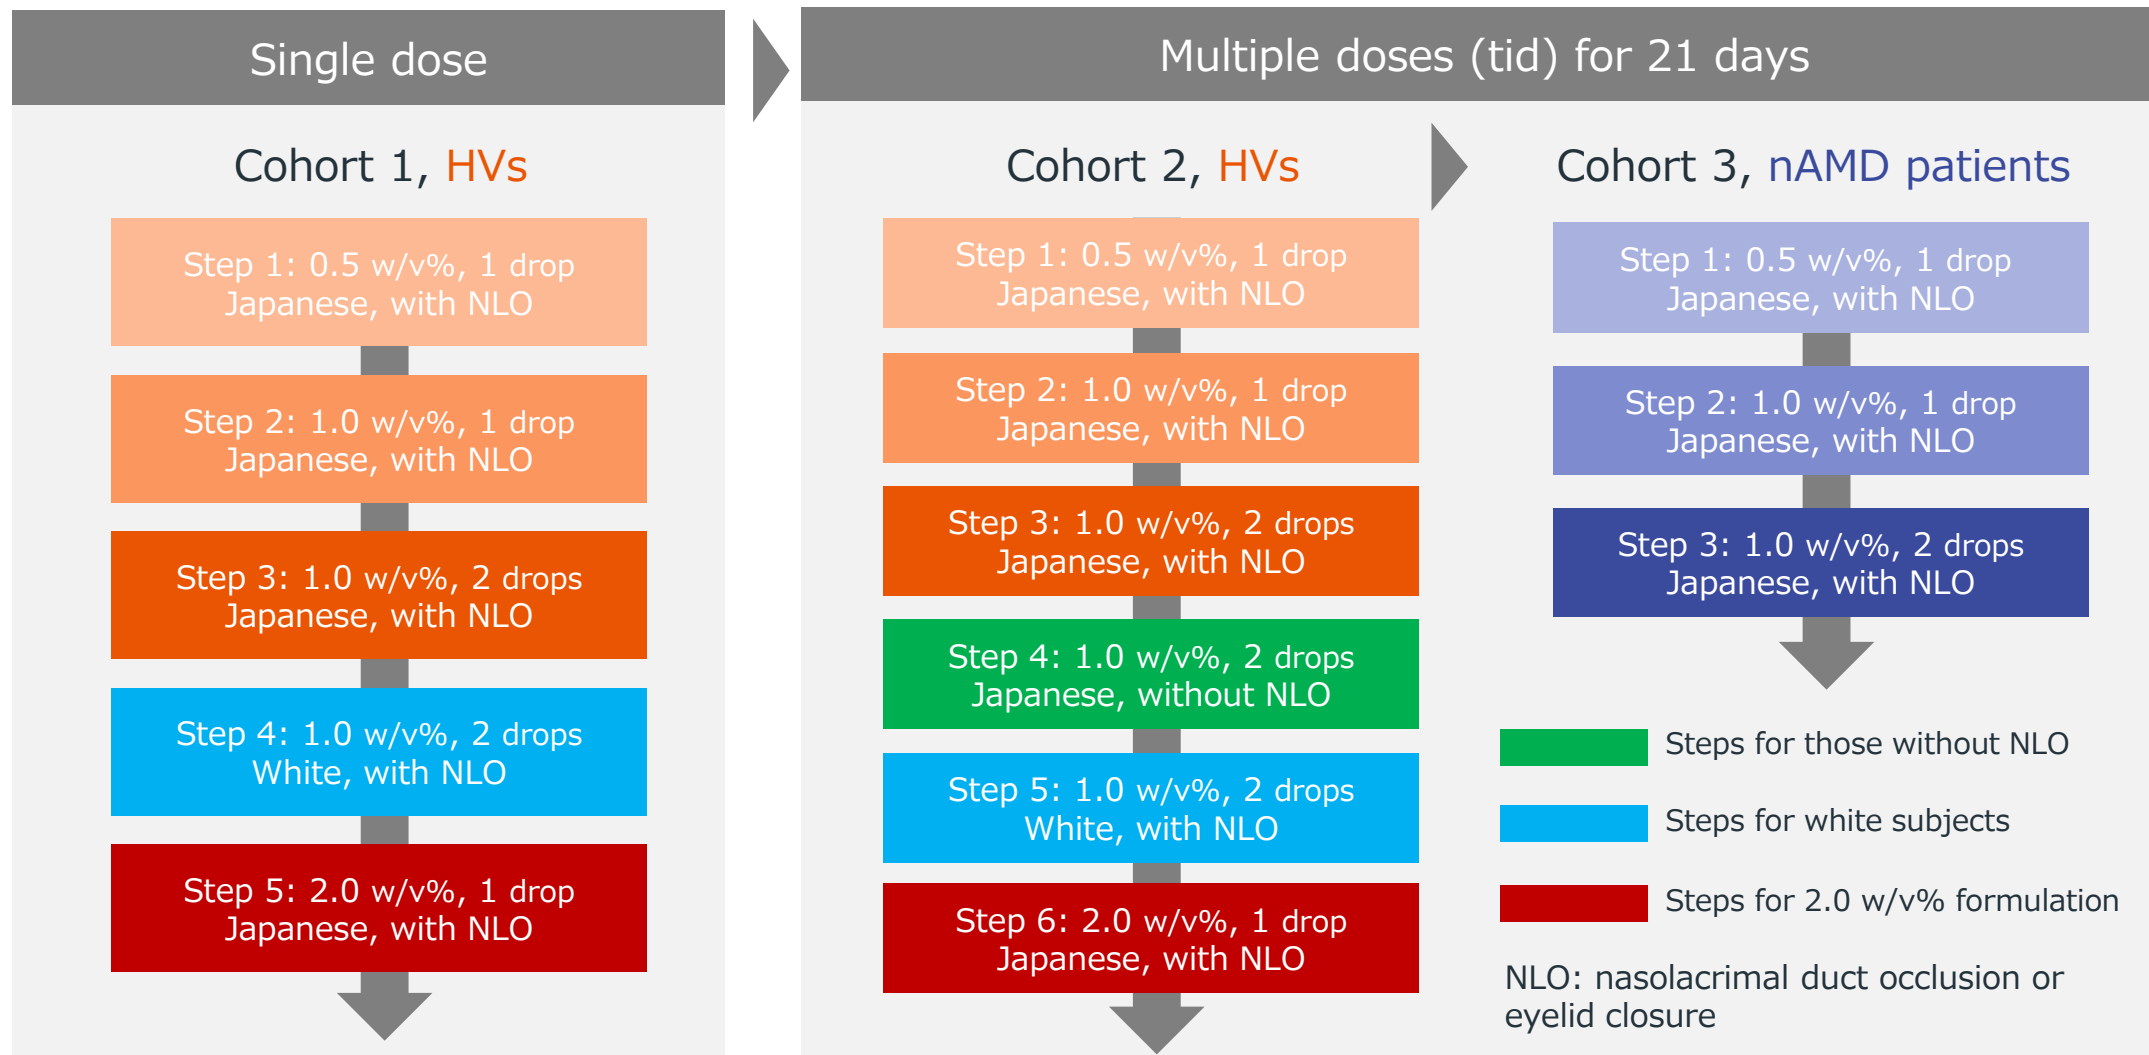 Single dose
Cohort 1, HVs
Step 1: 0.5 w/v%, 1 drop
Japanese, with NLO
Step 2: 1.0 w/v%, 1 drop
Japanese, with NLO
Step 3: 1.0 w/v%, 2 drops
Japanese, with NLO
Step 4: 1.0 w/v%, 2 drops
White, with NLO
Step 5: 2.0 w/v%, 1 drop
Japanese, with NLO
Multiple doses (tid) for 21 days
Cohort 2, HVs
Step 1: 0.5 w/v%, 1 drop
Japanese, with NLO
Step 2: 1.0 w/v%, 1 drop
Japanese, with NLO
Step 3: 1.0 w/v%, 2 drops
Japanese, with NLO
Step 4: 1.0 w/v%, 2 drops
Japanese, without NLO
Step 5: 1.0 w/v%, 2 drops
White, with NLO
Step 6: 2.0 w/v%, 1 drop
Japanese, with NLO
Cohort 3, nAMD patients
Step 1: 0.5 w/v%, 1 drop
Japanese, with NLO
Step 2: 1.0 w/v%, 1 drop
Japanese, with NLO
Step 3: 1.0 w/v%, 2 drops
Japanese, with NLO
Steps for those without NLO
Steps for white subjects
Steps for 2.0 w/v% formulation
NLO: nasolacrimal duct occlusion or
eyelid closure